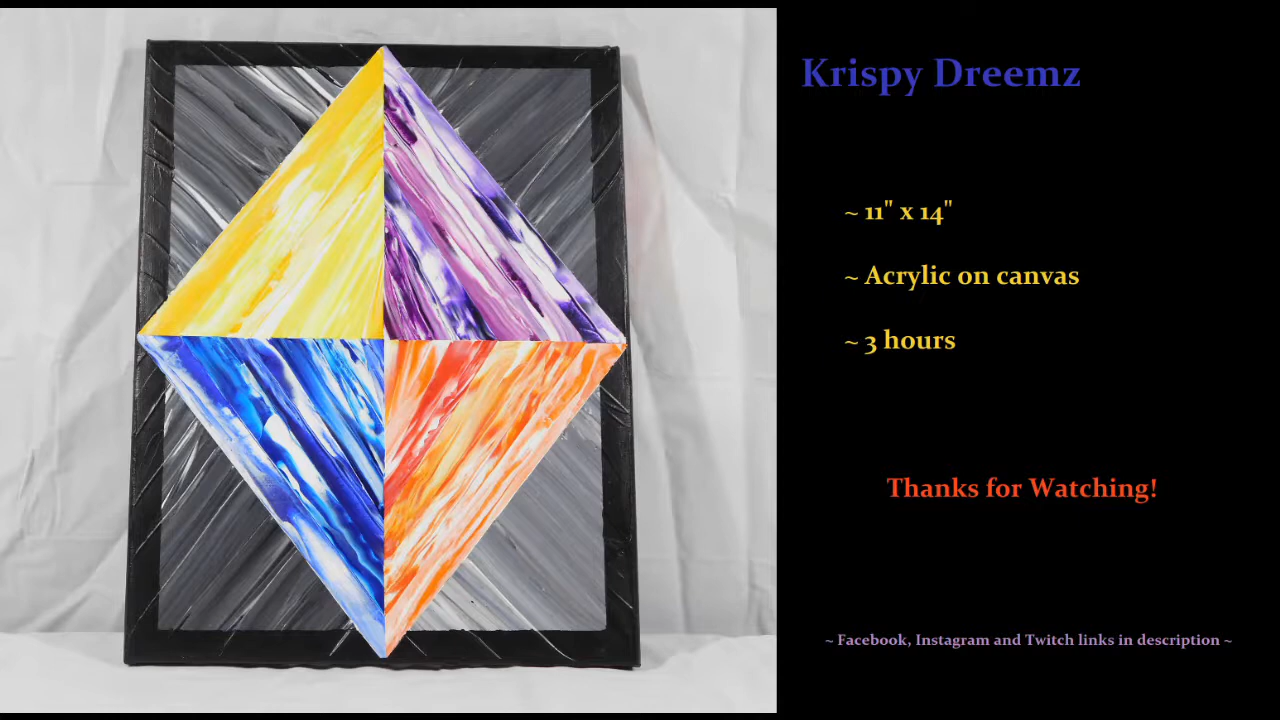 Krispy Dreemz
~ 11" x 14"
~ Acrylic on canvas
~ 3 hours
Thanks for Watching!
~ Facebook, Instagram and Twitch links in description ~